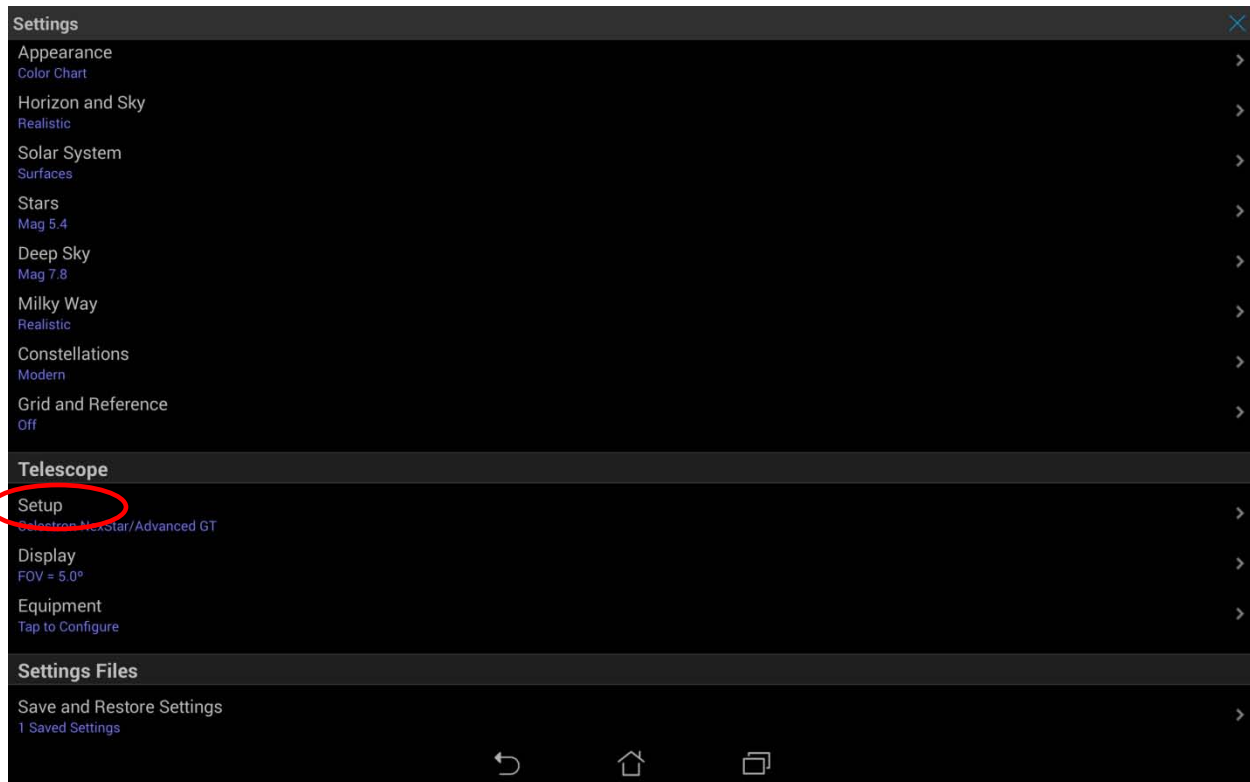 Settings
Appearance
Color Chart
Horizon and Sky
Realistic
Solar System
Surfaces
Stars
Mag 5.4
Deep Sky
Mag 7.8
Milky Way
Realistic
Constellations
Modern
Grid and Reference
Off
Telescope
Setup
Celestron NexStar/Advanced GT
Display
FOV = 5.0º
Equipment
Tap to Configure
Settings Files
Save and Restore Settings
1 Saved Settings